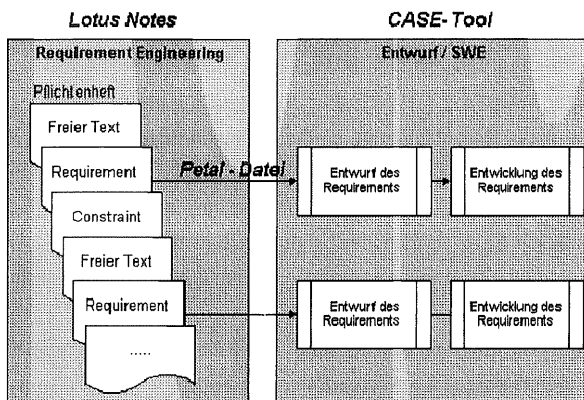 Lotus Notes
CASE-Tool
Requirement Engineering
Entwurf / SWE
Pflichtenheft
Freier Text
Requirement
Constraint
Freier Text
Requirement
.....
Petal - Datei
Entwurf des
Requirements
Entwicklung des
Requirements
Entwurf des
Requirements
Entwicklung des
Requirements